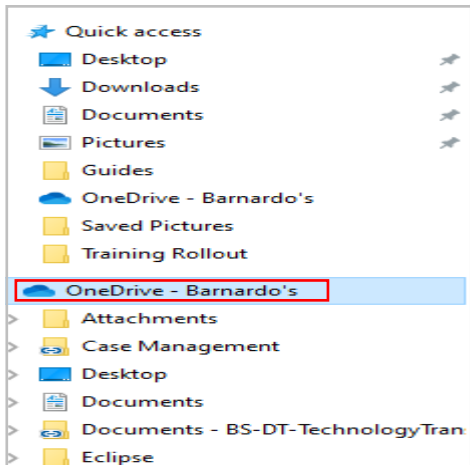 Quick access
Desktop
Downloads
Documents
Pictures
Guides
OneDrive - Barnardo's
Saved Pictures
Training Rollout
OneDrive - Barnardo's
Attachments
Case Management
Desktop
Documents
Documents - BS-DT-TechnologyTran
Eclipse